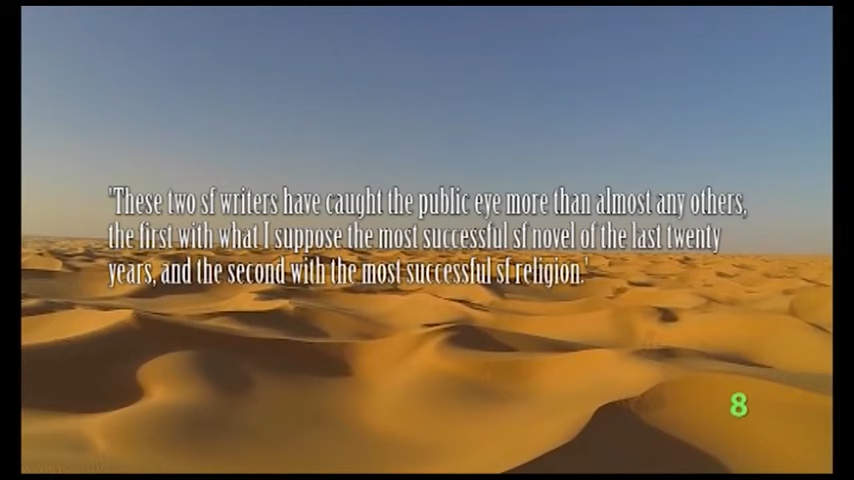 'These two sf writers have caught the public eye more than almost any others,
the first with what I suppose the most successful sf novel of the last twenty
years, and the second with the most successful sf religion.'
8